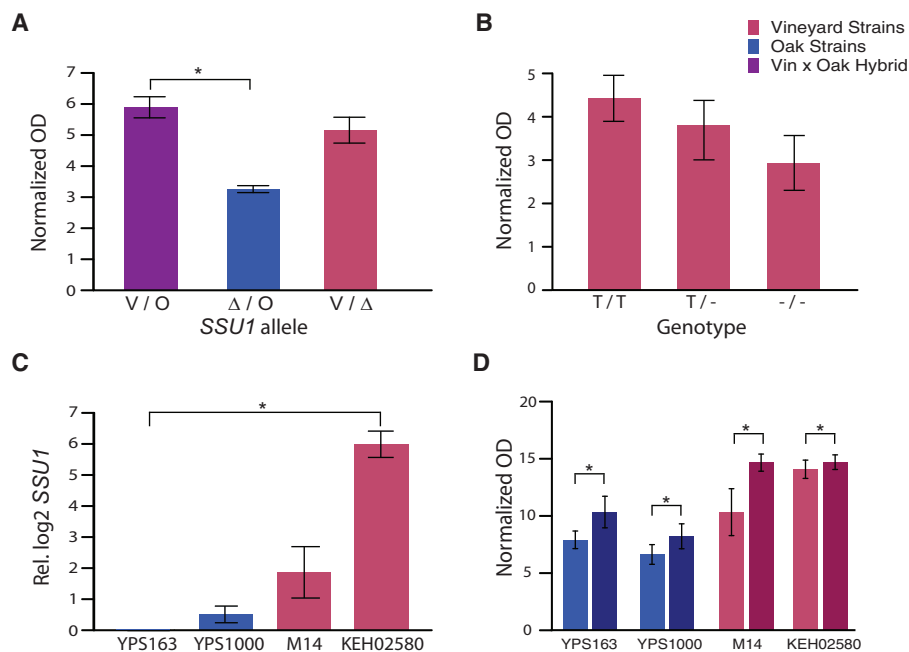 A
Normalized OD
7
6
5
4
3
2
1
0
*
V / O
Δ / O
V / Δ
SSU1 allele
B
Vineyard Strains
Oak Strains
Vin x Oak Hybrid
Normalized OD
5
4
3
2
1
0
T / T
T / -
- / -
Genotype
C
Rel. log2 SSU1
7
6
5
4
3
2
1
0
*
YPS163
YPS1000
M14
KEH02580
D
Normalized OD
20
15
10
5
0
*
*
*
*
YPS163
YPS1000
M14
KEH02580